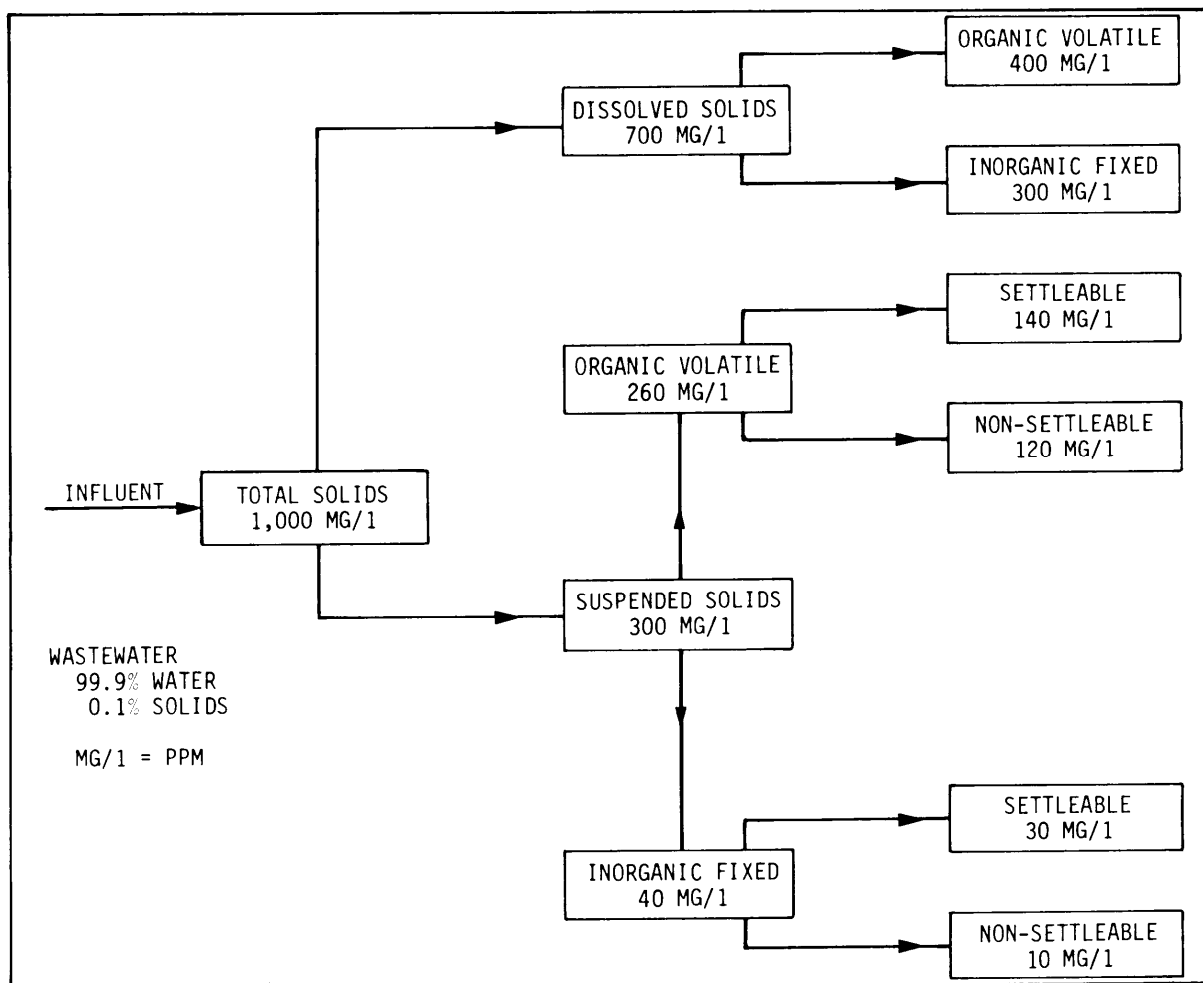 ORGANIC VOLATILE
400 MG/1
DISSOLVED SOLIDS
700 MG/1
INORGANIC FIXED
300 MG/1
SETTLEABLE
140 MG/1
ORGANIC VOLATILE
260 MG/1
NON-SETTLEABLE
120 MG/1
INFLUENT
TOTAL SOLIDS
1,000 MG/1
SUSPENDED SOLIDS
300 MG/1
WASTEWATER
99.9% WATER
0.1% SOLIDS
MG/1 = PPM
SETTLEABLE
30 MG/1
INORGANIC FIXED
40 MG/1
NON-SETTLEABLE
10 MG/1